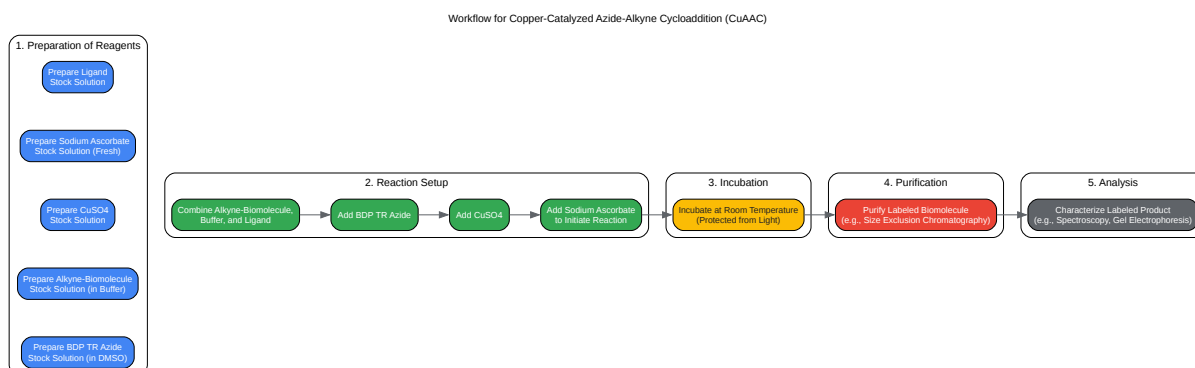 Workflow for Copper-Catalyzed Azide-Alkyne Cycloaddition (CuAAC)
1. Preparation of Reagents
Prepare Ligand
Stock Solution
Prepare Sodium Ascorbate
Stock Solution (Fresh)
Prepare CuSO4
Stock Solution
Prepare Alkyne-Biomolecule
Stock Solution (in Buffer)
Prepare BDP TR Azide
Stock Solution (in DMSO)
2. Reaction Setup
Combine Alkyne-Biomolecule,
Buffer, and Ligand
Add BDP TR Azide
Add CuSO4
Add Sodium Ascorbate
to Initiate Reaction
3. Incubation
Incubate at Room Temperature
(Protected from Light)
4. Purification
Purify Labeled Biomolecule
(e.g., Size Exclusion Chromatography)
5. Analysis
Characterize Labeled Product
(e.g., Spectroscopy, Gel Electrophoresis)